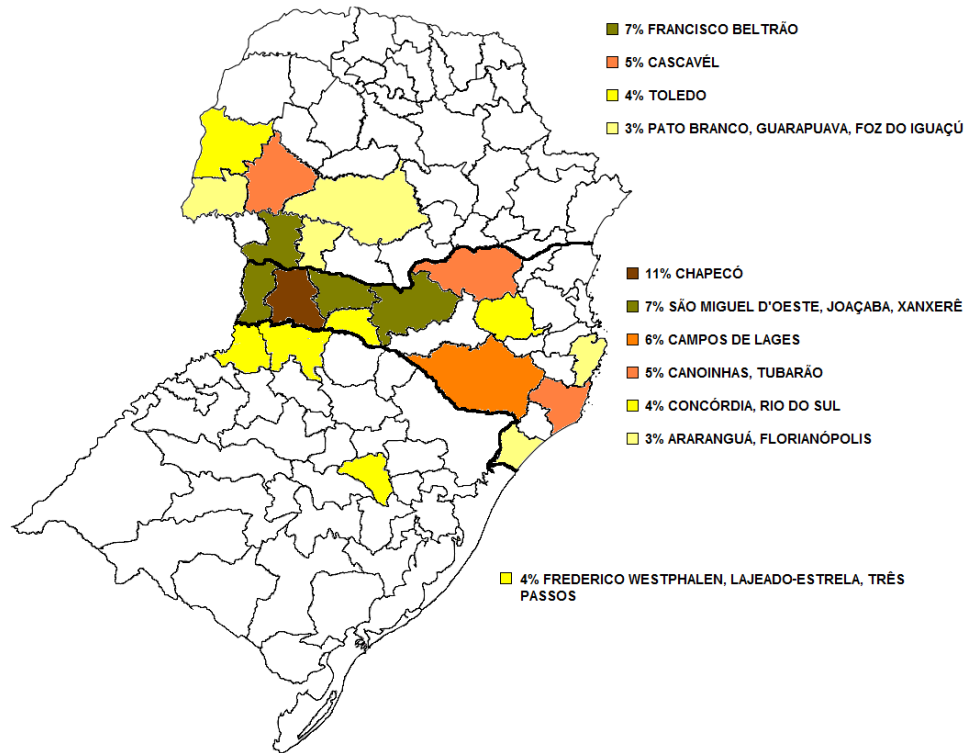 7% FRANCISCO BELTRÃO
5% CASCAVÉL
4% TOLEDO
3% PATO BRANCO, GUARAPUAVA, FOZ DO IGUAÇÚ
11% CHAPECÓ
7% SÃO MIGUEL D'OESTE, JOAÇABA, XANXERÊ
6% CAMPOS DE LAGES
5% CANOINHAS, TUBARÃO
4% CONCÓRDIA, RIO DO SUL
3% ARARANGUÁ, FLORIANÓPOLIS
4% FREDERICO WESTPHALEN, LAJEADO-ESTRELA, TRÊS
PASSOS